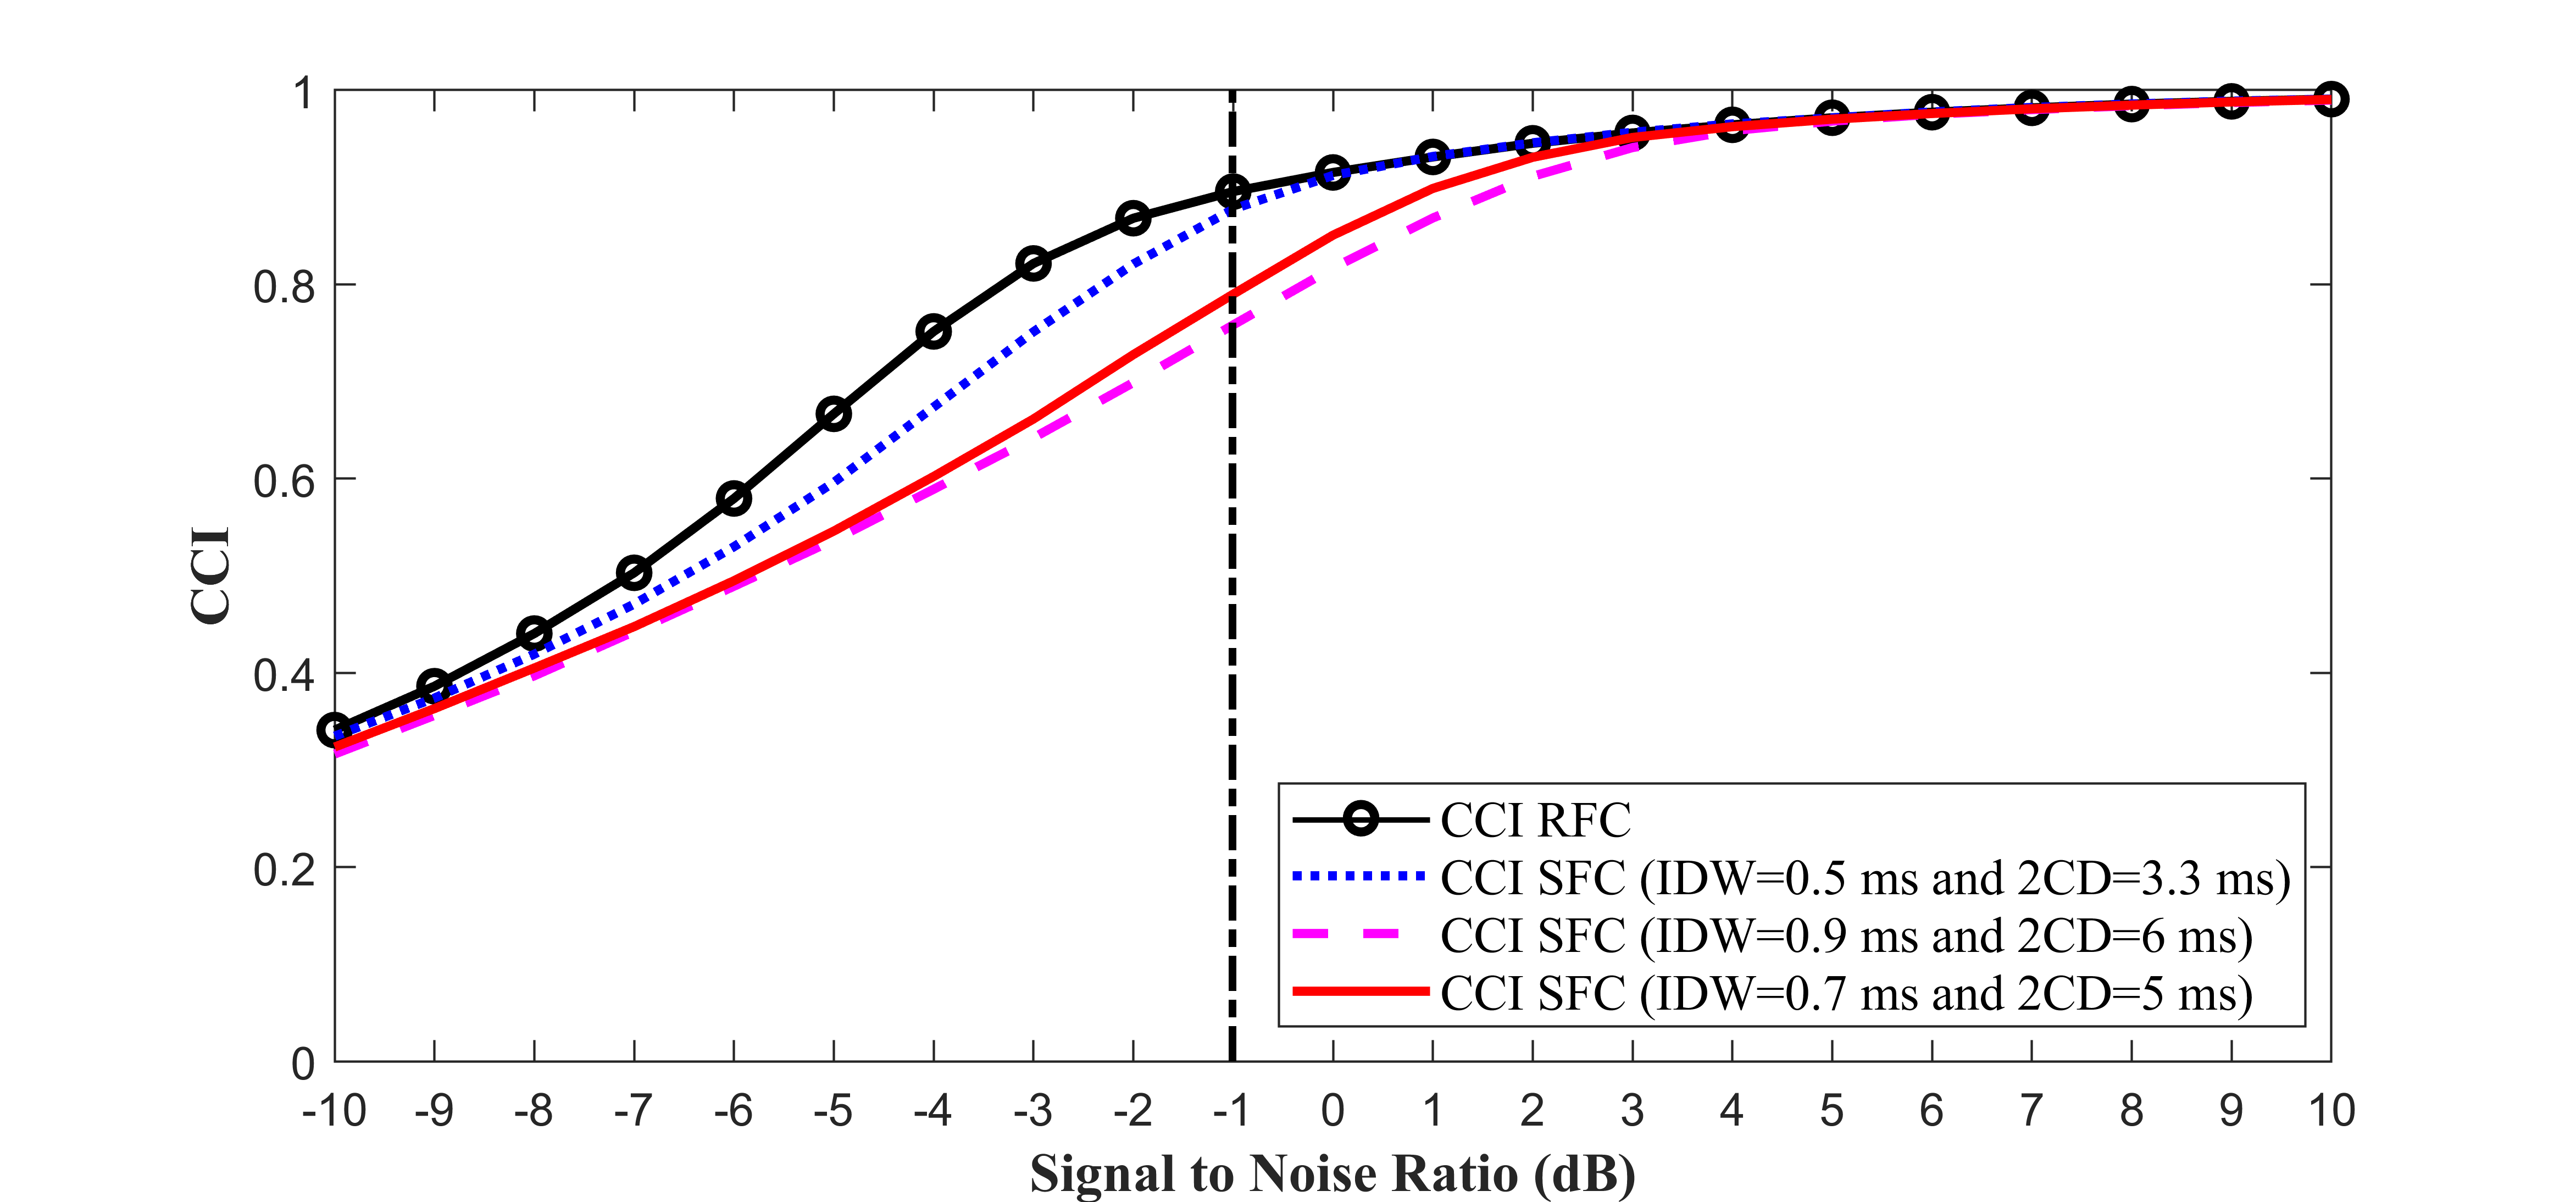 1
0.8
0.6
0.4
0.2
0
CCI
-10 -9 -8 -7 -6 -5 -4 -3 -2 -1 0 1 2 3 4 5 6 7 8 9 10
Signal to Noise Ratio (dB)
CCI RFC
CCI SFC (IDW=0.5 ms and 2CD=3.3 ms)
CCI SFC (IDW=0.9 ms and 2CD=6 ms)
CCI SFC (IDW=0.7 ms and 2CD=5 ms)